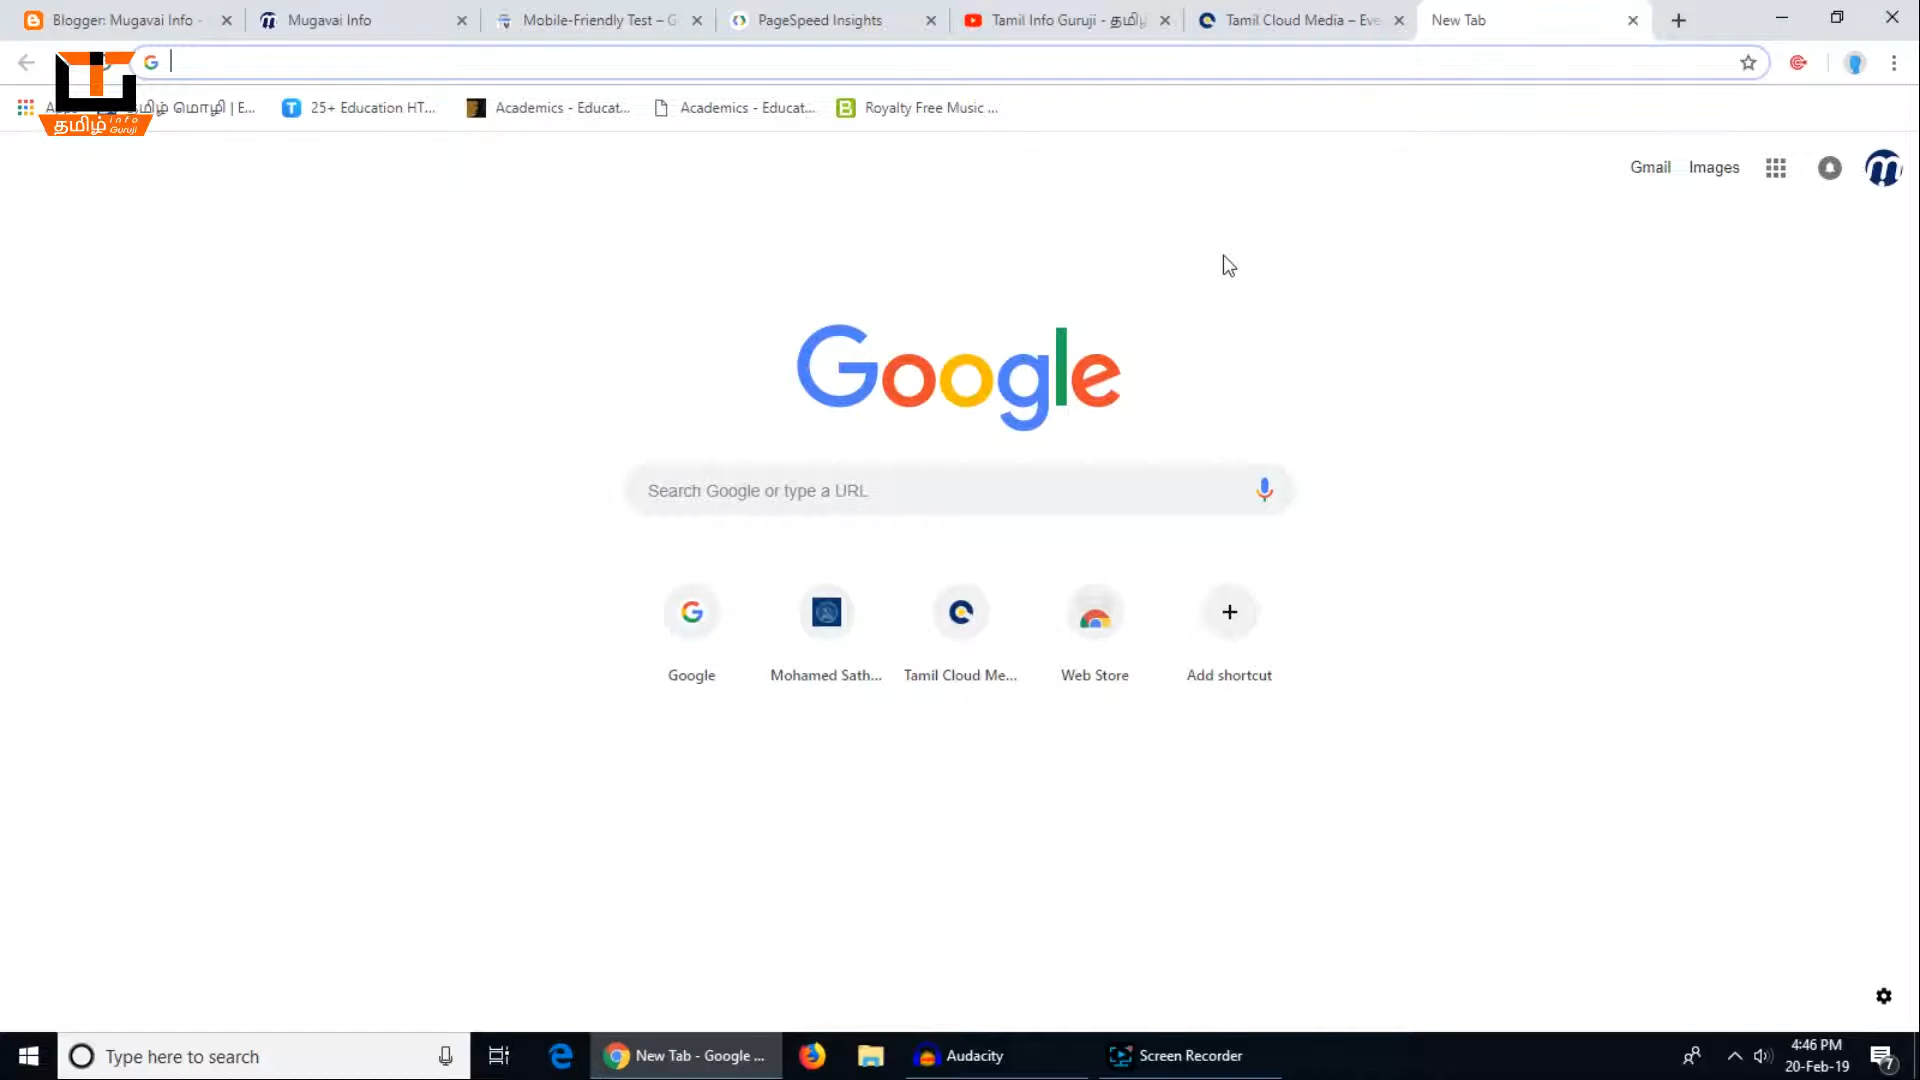 Blogger: Mugavai Info -
Mugavai Info
Mobile-Friendly Test – G
PageSpeed Insights
Tamil Info Guruji - தமிழ
Tamil Cloud Media – Eve
New Tab
தமிழ் info Guruji
மொழி | E...
25+ Education HT...
Academics - Educat...
Academics - Educat...
Royalty Free Music ...
Gmail Images
Google
Search Google or type a URL
Google
Mohamed Sath...
Tamil Cloud Me...
Web Store
Add shortcut
Type here to search
New Tab - Google ...
Audacity
Screen Recorder
4:46 PM
20-Feb-19
7